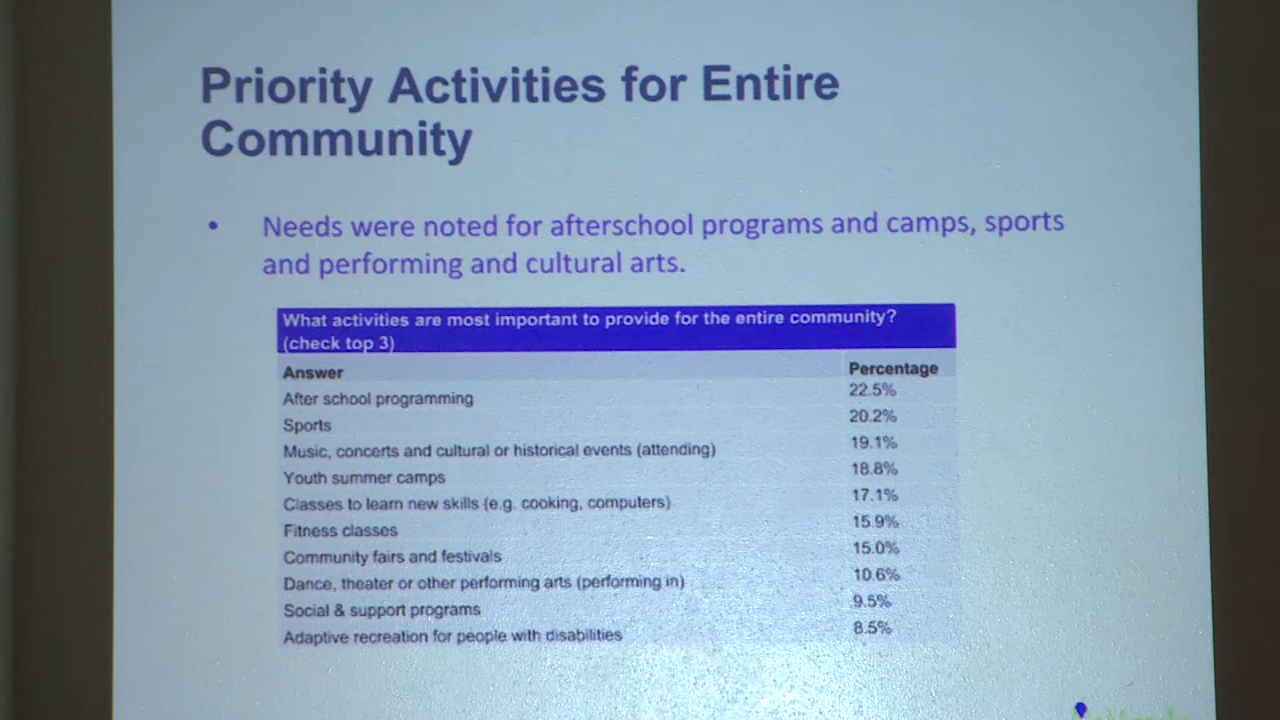 Priority Activities for Entire
Community
• Needs were noted for afterschool programs and camps, sports
and performing and cultural arts.
What activities are most important to provide for the entire community?
(check top 3)
Answer Percentage
After school programming 22.5%
Sports 20.2%
Music, concerts and cultural or historical events (attending) 19.1%
Youth summer camps 18.8%
Classes to learn new skills (e.g. cooking, computers) 17.1%
Fitness classes 15.9%
Community fairs and festivals 15.0%
Dance, theater or other performing arts (performing in) 10.6%
Social & support programs 9.5%
Adaptive recreation for people with disabilities 8.5%